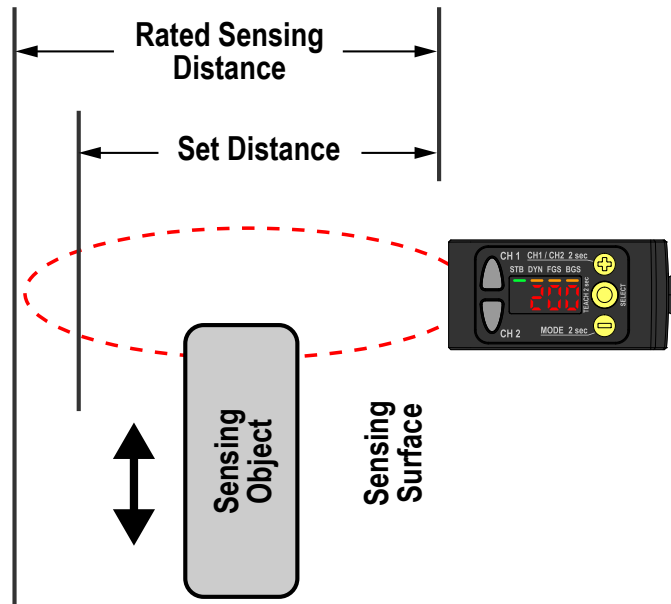 Rated Sensing
Distance
Set Distance
CH 1 CH1 / CH2 2 sec
STB DYN FGS BGS
200
TEACH 2 sec
SELECT
CH 2
MODE 2 sec
Sensing
Object
Sensing
Surface